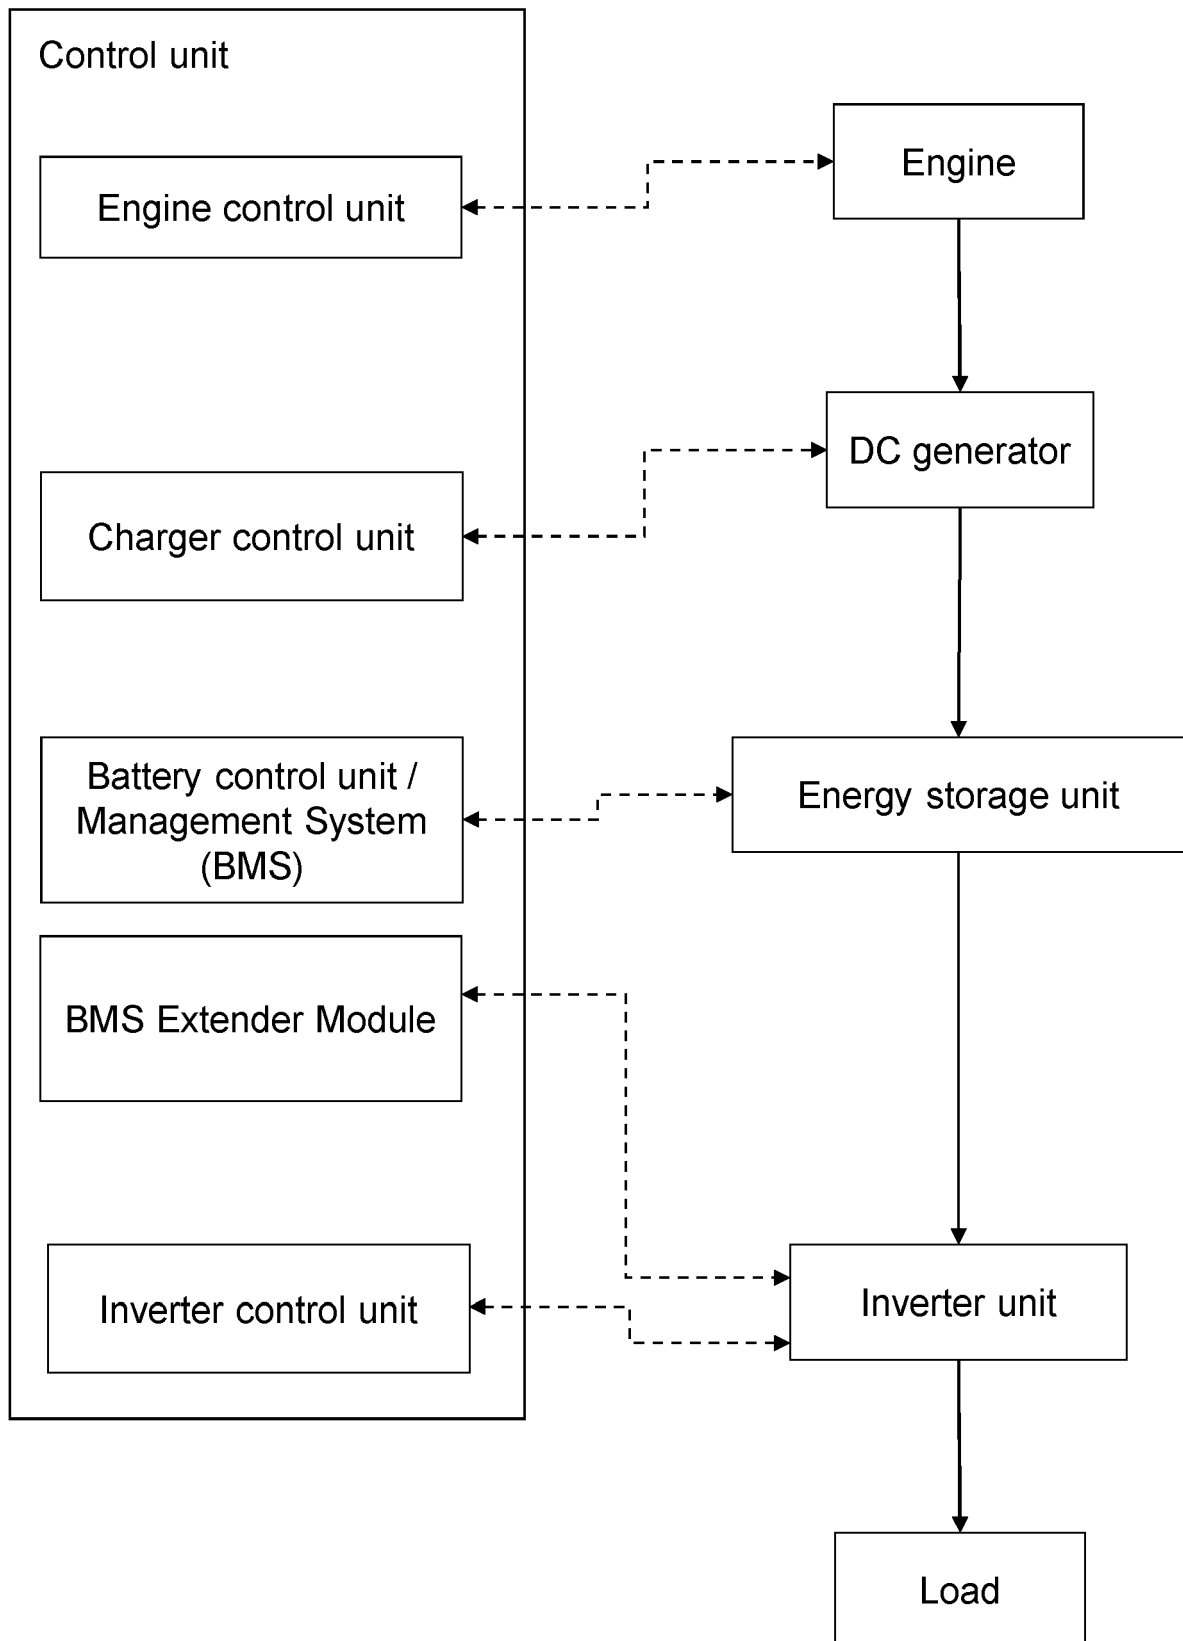 Control unit
Engine
Engine control unit
DC generator
Charger control unit
Battery control unit /
Management System
(BMS)
Energy storage unit
BMS Extender Module
Inverter control unit
Inverter unit
Load